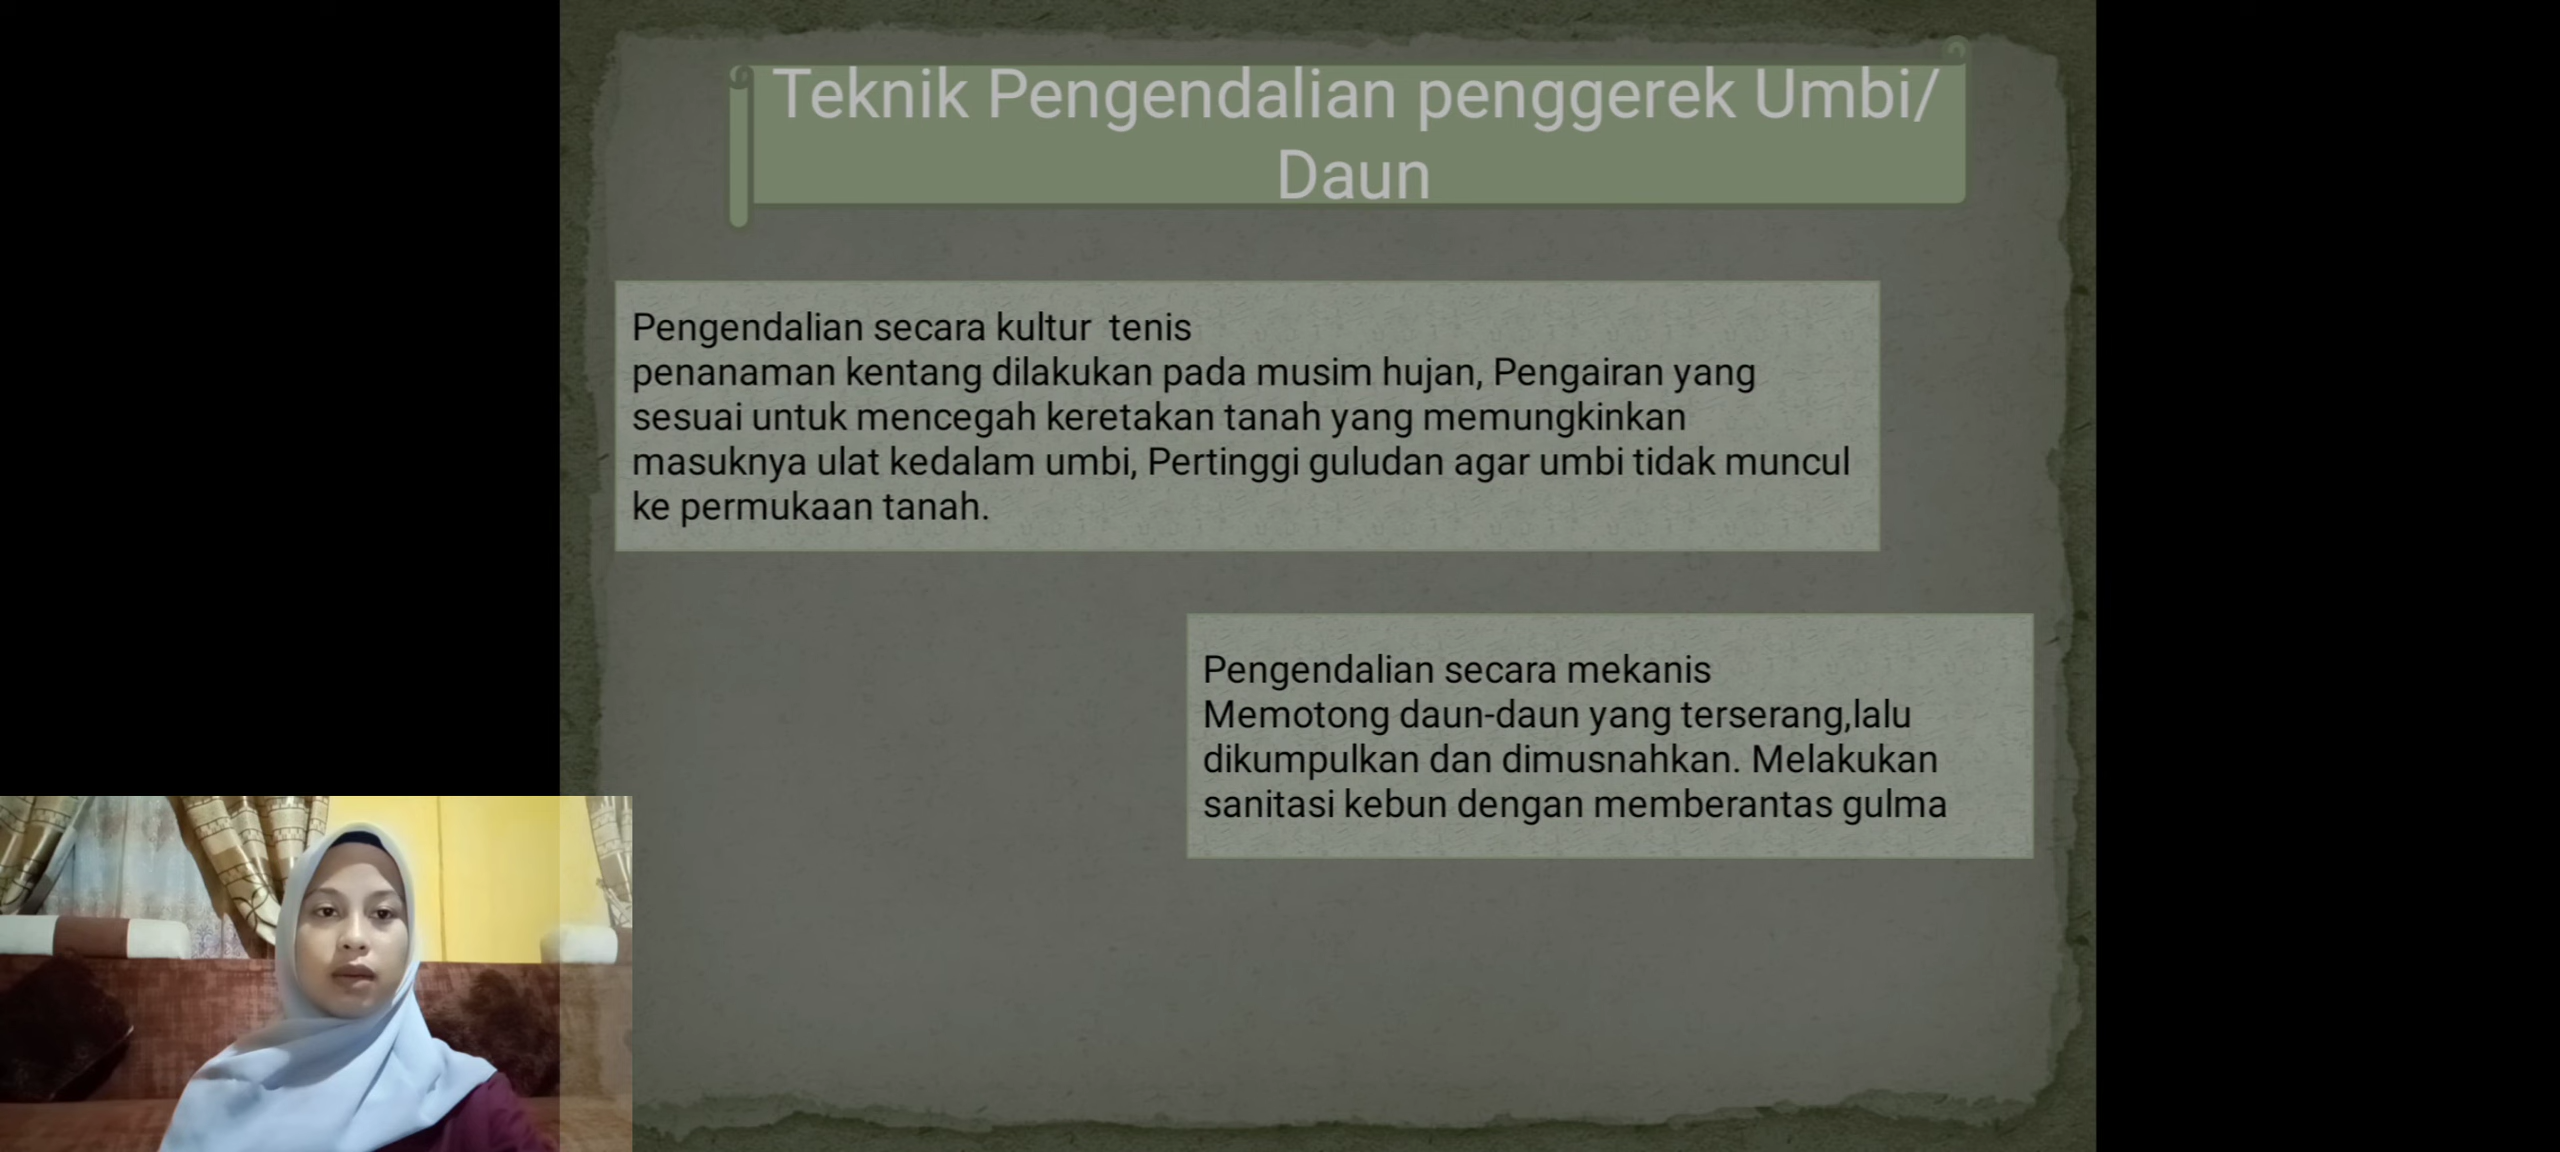 Teknik Pengendalian penggerek Umbi/
Daun
Pengendalian secara kultur  tenis
penanaman kentang dilakukan pada musim hujan, Pengairan yang
sesuai untuk mencegah keretakan tanah yang memungkinkan
masuknya ulat kedalam umbi, Pertinggi guludan agar umbi tidak muncul
ke permukaan tanah.
Pengendalian secara mekanis
Memotong daun-daun yang terserang,lalu
dikumpulkan dan dimusnahkan. Melakukan
sanitasi kebun dengan memberantas gulma